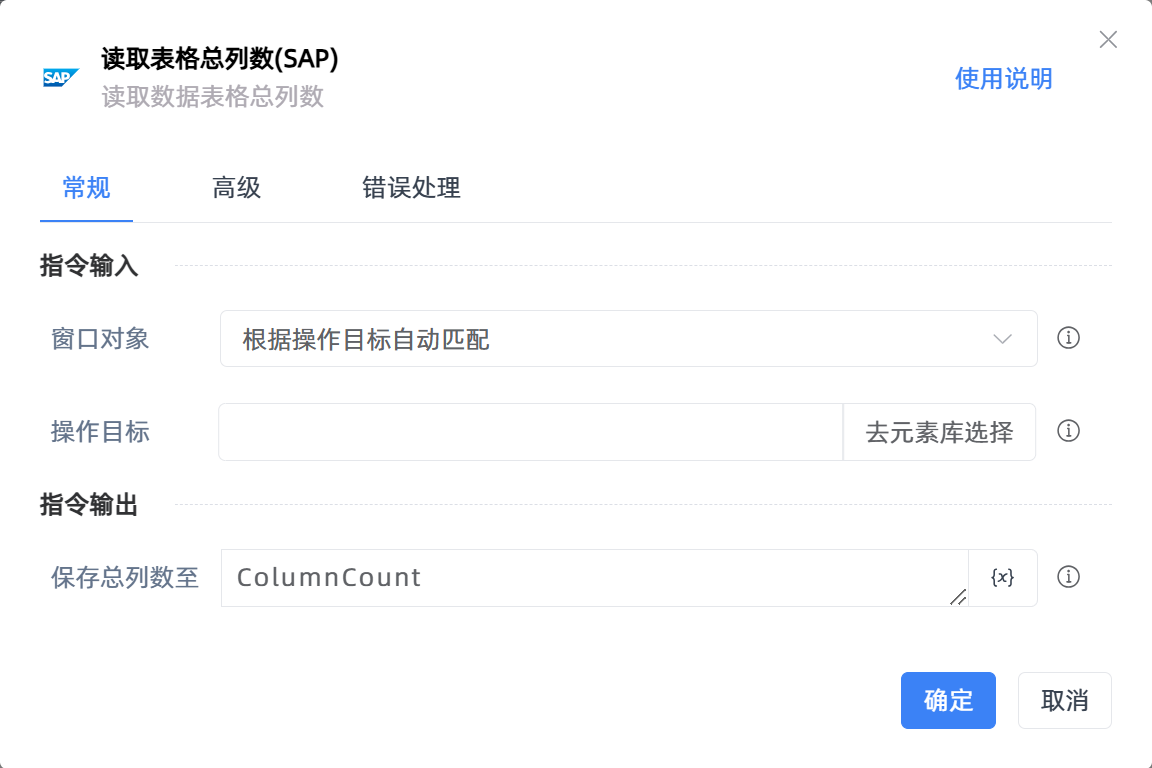 SAP
读取表格总列数(SAP)
读取数据表格总列数
使用说明
常规 高级 错误处理
指令输入
窗口对象 根据操作目标自动匹配
操作目标 去元素库选择
指令输出
保存总列数至 ColumnCount {x}
确定 取消